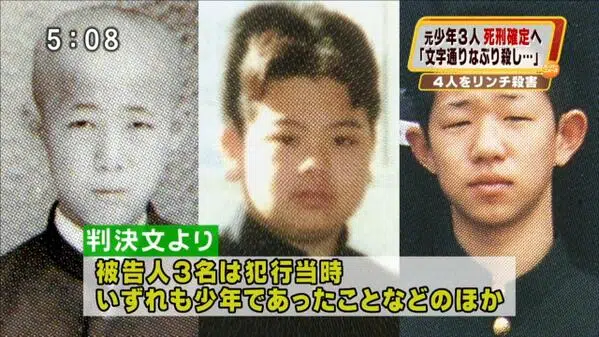 5:08
元少年3人 死刑確定へ
「文字通りなぶり殺し…」
4人をリンチ殺害
判決文より
被告人3名は犯行当時
いずれも少年であったことなどのほか